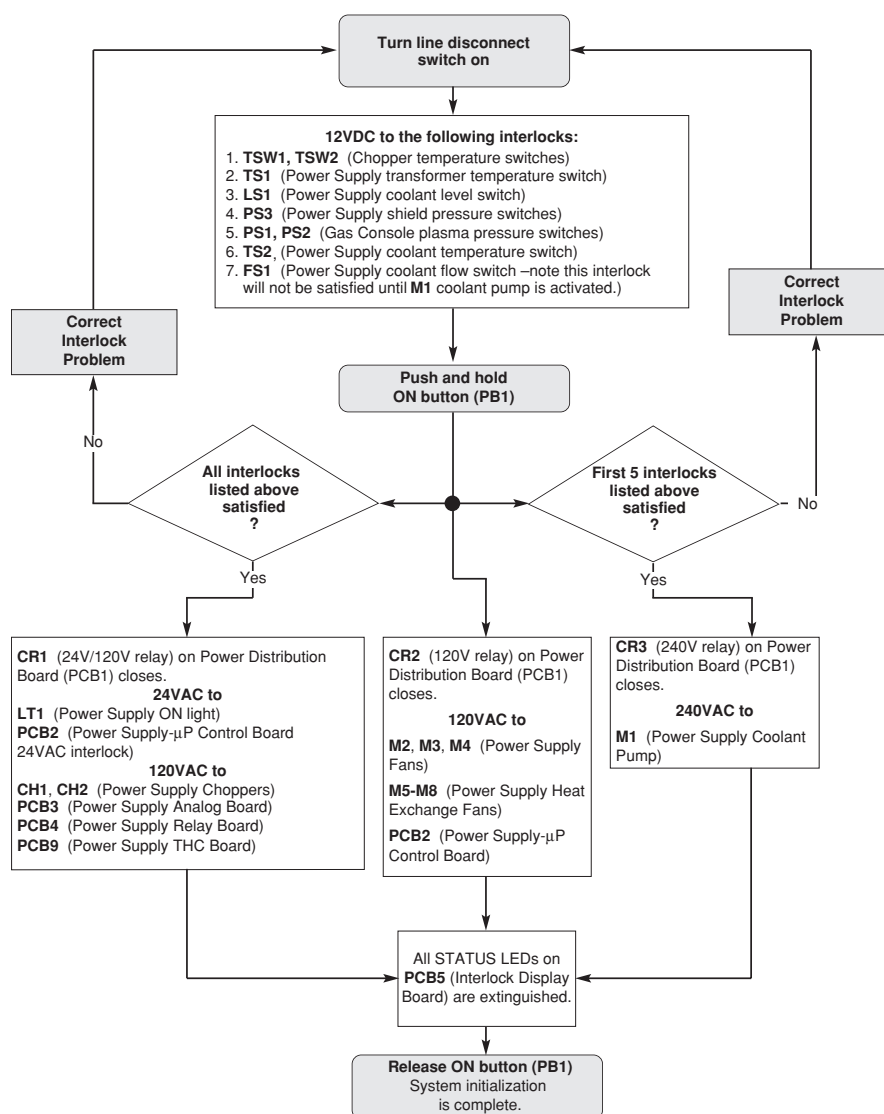 Turn line disconnect
switch on
12VDC to the following interlocks:
1. TSW1, TSW2 (Chopper temperature switches)
2. TS1 (Power Supply transformer temperature switch)
3. LS1 (Power Supply coolant level switch)
4. PS3 (Power Supply shield pressure switches)
5. PS1, PS2 (Gas Console plasma pressure switches)
6. TS2, (Power Supply coolant temperature switch)
7. FS1 (Power Supply coolant flow switch –note this interlock
will not be satisfied until M1 coolant pump is activated.)
Correct
Interlock
Problem
Correct
Interlock
Problem
Push and hold
ON button (PB1)
No
All interlocks
listed above
satisfied
?
First 5 interlocks
listed above
satisfied
?
No
Yes
Yes
CR1 (24V/120V relay) on Power Distribution
Board (PCB1) closes.
24VAC to
LT1 (Power Supply ON light)
PCB2 (Power Supply-µP Control Board
24VAC interlock)
120VAC to
CH1, CH2 (Power Supply Choppers)
PCB3 (Power Supply Analog Board)
PCB4 (Power Supply Relay Board)
PCB9 (Power Supply THC Board)
CR2 (120V relay) on Power
Distribution Board (PCB1)
closes.
120VAC to
M2, M3, M4 (Power Supply
Fans)
M5-M8 (Power Supply Heat
Exchange Fans)
PCB2 (Power Supply-µP
Control Board)
CR3 (240V relay) on Power
Distribution Board (PCB1)
closes.
240VAC to
M1 (Power Supply Coolant
Pump)
All STATUS LEDs on
PCB5 (Interlock Display
Board) are extinguished.
Release ON button (PB1)
System initialization
is complete.